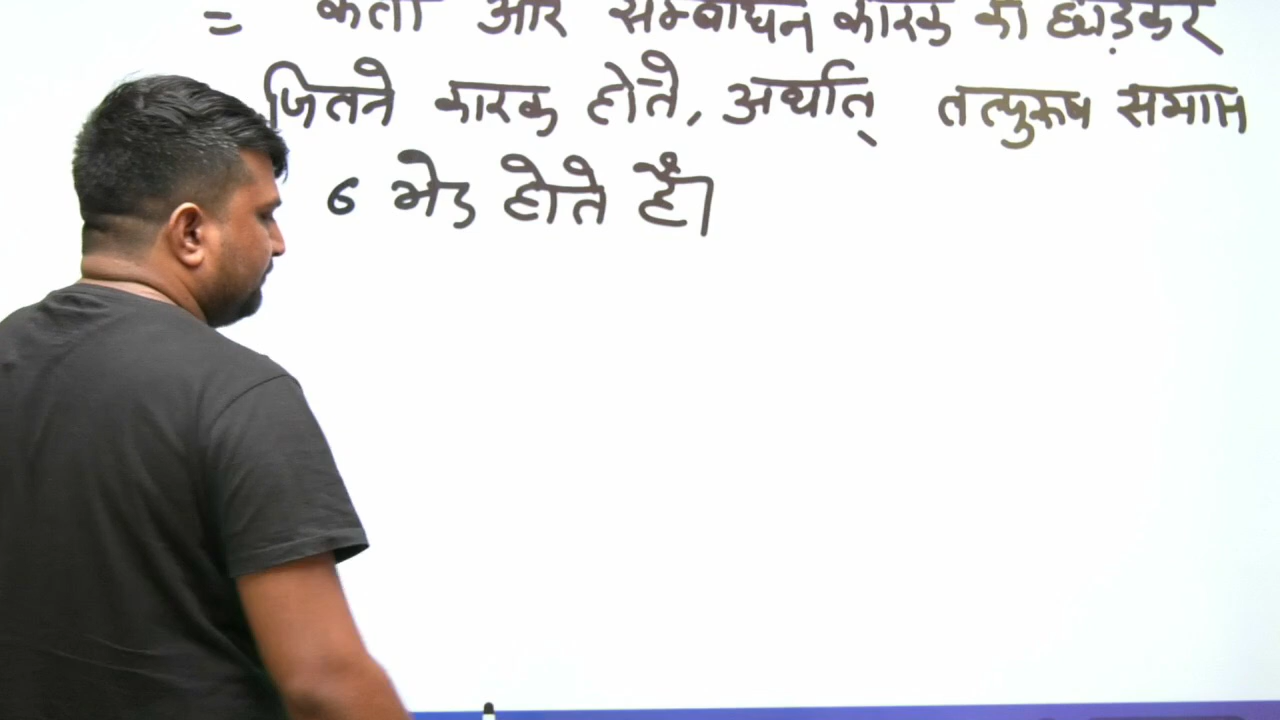 = कर्ता और सम्बोधन कारक को छोड़कर
जितने कारक होते, अर्थात् तत्पुरूष समास
6 भेद होते हैं।